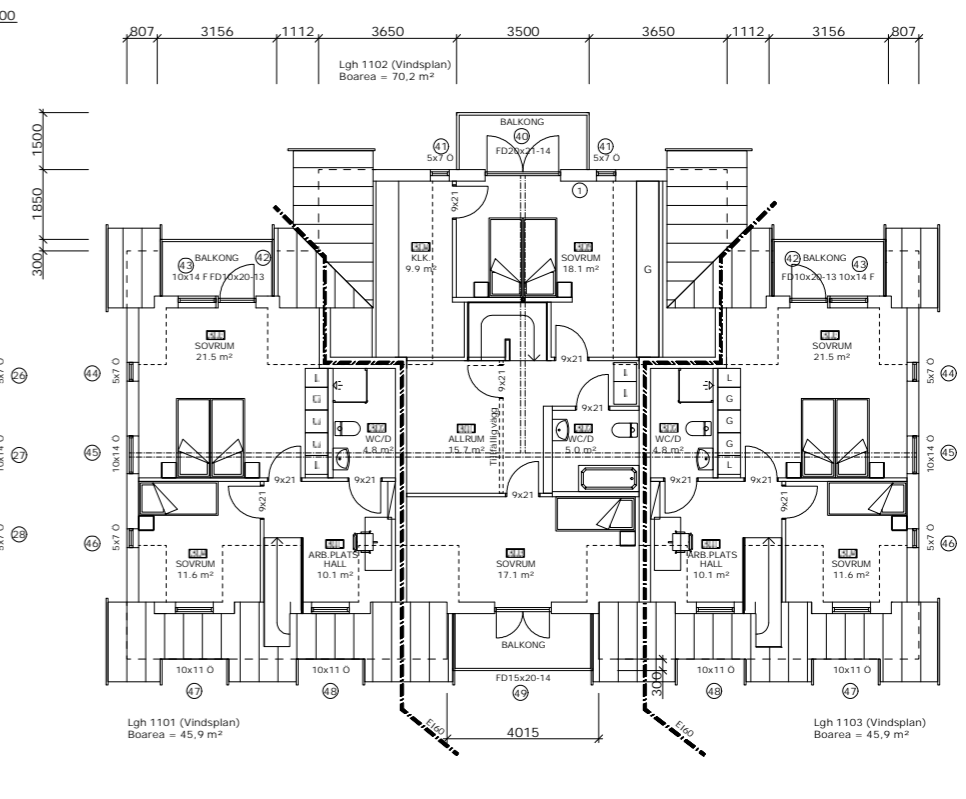 00
807
3156
1112
3650
3500
3650
1112
3156
807
Lgh 1102 (Vindsplan)
Boarea = 70,2 m²
1500
1850
300
BALKONG
40
FD20x21-14
41
5x7 Ö
41
5x7 Ö
1
9x21
KLK.
9.9 m²
SOVRUM
18.1 m²
G
BALKONG
43
42
10x14 F
FD10x20-13
BALKONG
42
43
FD10x20-13
10x14 F
SOVRUM
21.5 m²
SOVRUM
21.5 m²
9x21
9x21
26
5x7 Ö
44
5x7 Ö
44
5x7 Ö
L
L
L
G
G
G
L
9x21
WC/D
4.8 m²
ALLRUM
15.7 m²
Tillfällig vägg
WC/D
5.0 m²
WC/D
4.8 m²
27
10x14 Ö
45
10x14 Ö
45
10x14 Ö
9x21
9x21
9x21
9x21
9x21
9x21
9x21
28
5x7 Ö
46
5x7 Ö
46
5x7 Ö
SOVRUM
11.6 m²
ARB.PLATS
HALL
10.1 m²
SOVRUM
17.1 m²
ARB.PLATS
HALL
10.1 m²
SOVRUM
11.6 m²
BALKONG
FD15x20-14
49
10x11 Ö
47
10x11 Ö
48
300
10x11 Ö
48
10x11 Ö
47
Lgh 1101 (Vindsplan)
Boarea = 45,9 m²
EI60
4015
EI60
Lgh 1103 (Vindsplan)
Boarea = 45,9 m²